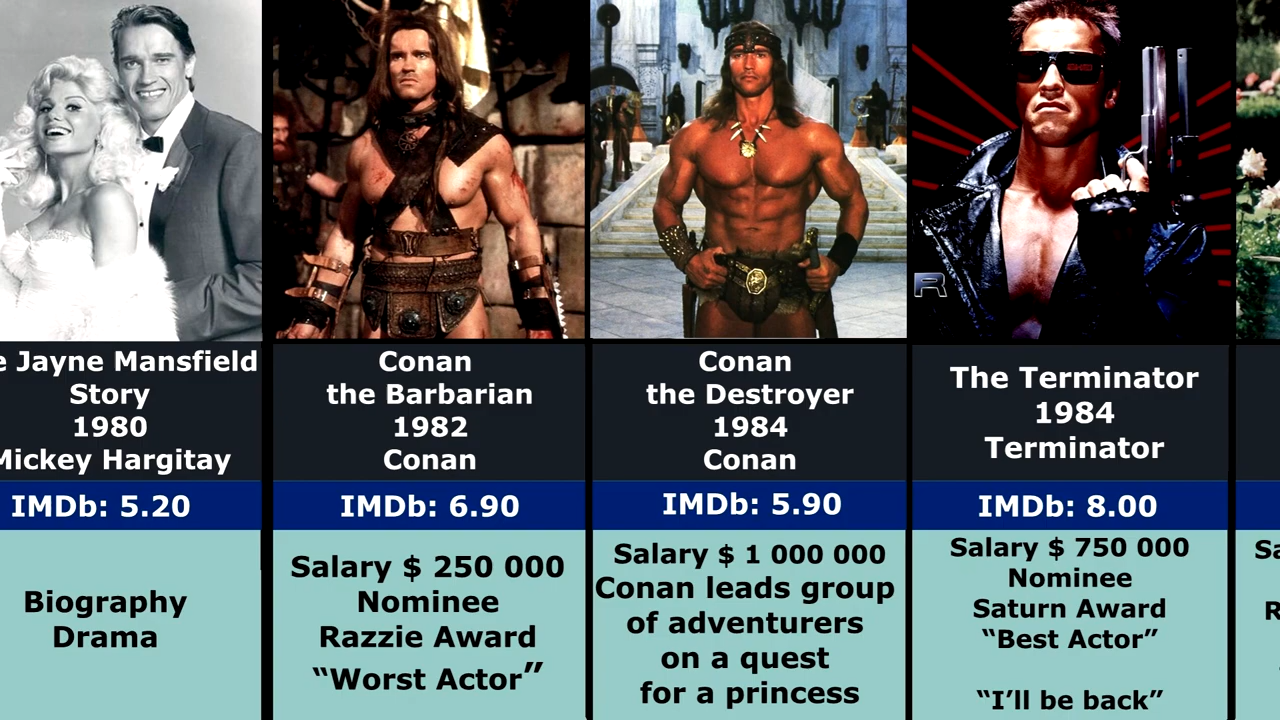 e Jayne Mansfield
Story
1980
Mickey Hargitay
IMDb: 5.20
Biography
Drama
Conan
the Barbarian
1982
Conan
IMDb: 6.90
Salary $ 250 000
Nominee
Razzie Award
“Worst Actor”
Conan
the Destroyer
1984
Conan
IMDb: 5.90
Salary $ 1 000 000
Conan leads group
of adventurers
on a quest
for a princess
R
The Terminator
1984
Terminator
IMDb: 8.00
Salary $ 750 000
Nominee
Saturn Award
“Best Actor”
“I’ll be back”
Sa
R